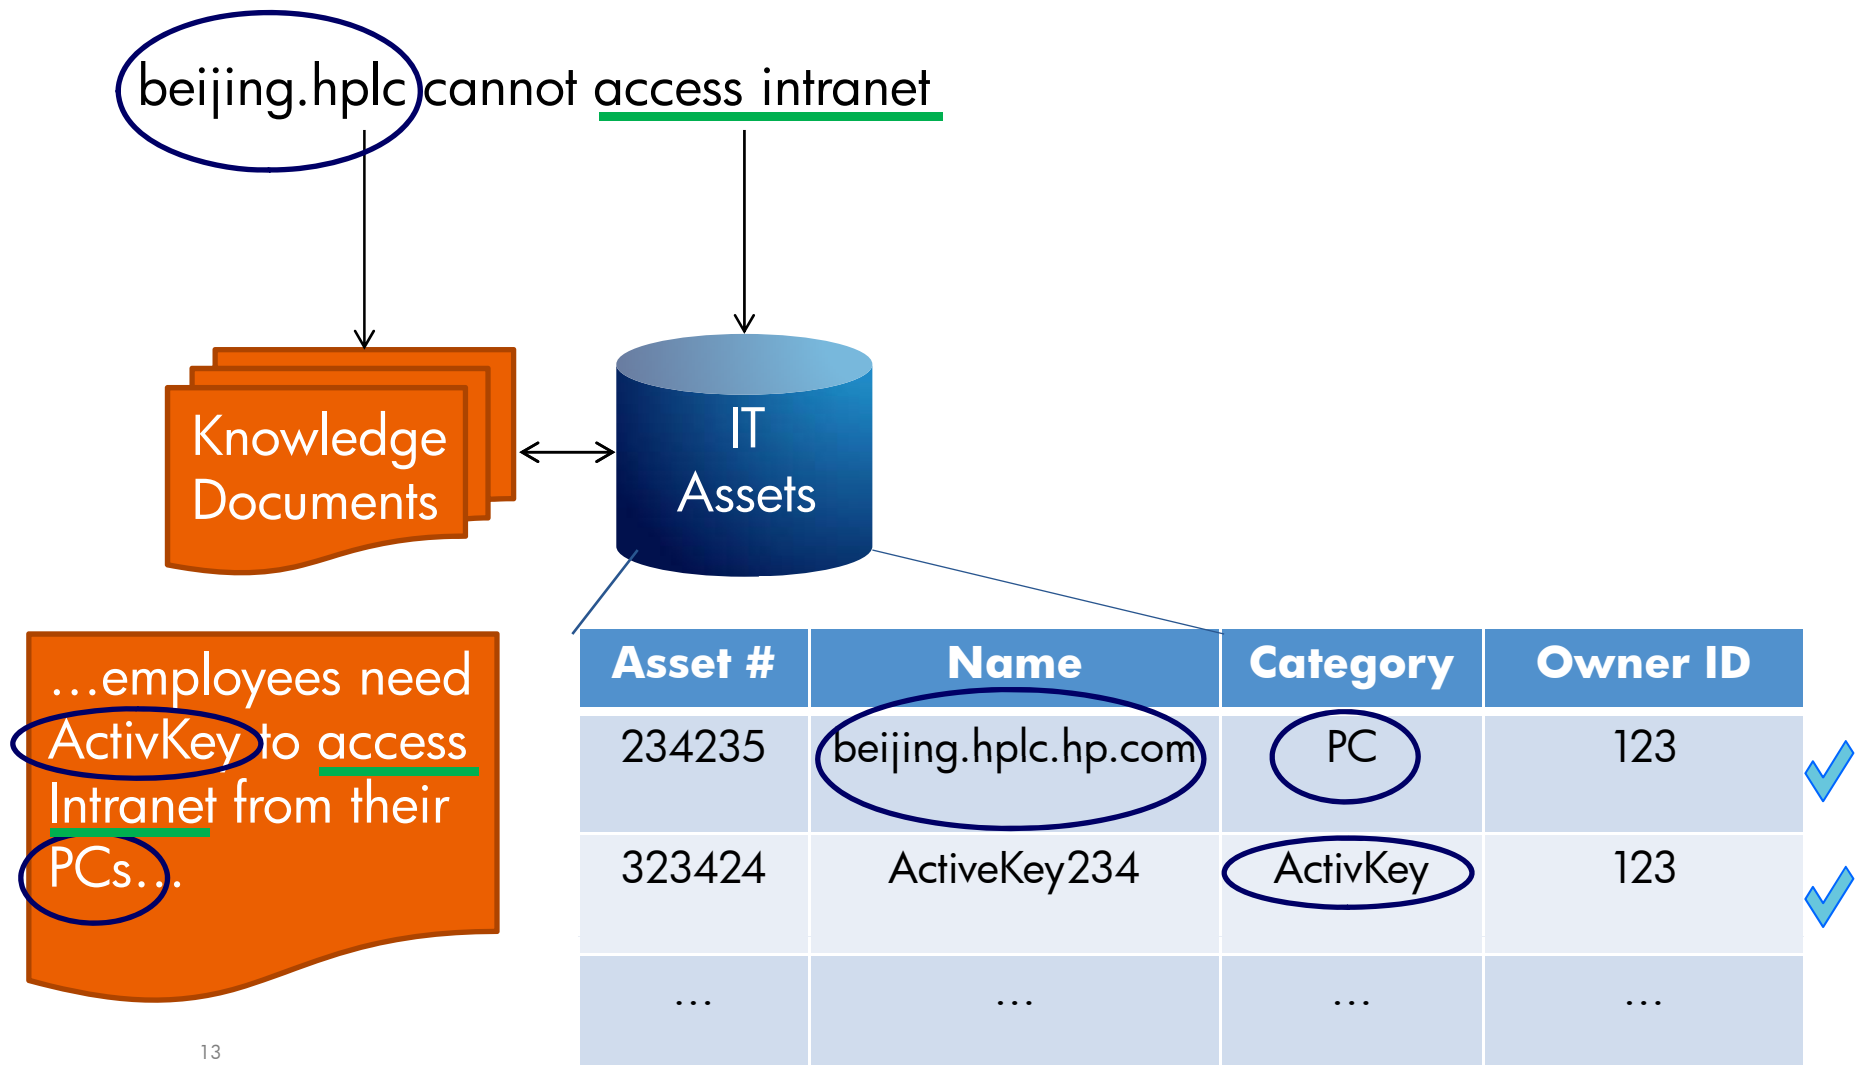 beijing.hplc cannot access intranet
Knowledge
Documents
IT
Assets
...employees need
ActivKey to access
Intranet from their
PCs...
Asset # Name Category Owner ID
234235 beijing.hplc.hp.com PC 123
323424 ActiveKey234 ActivKey 123
... ... ... ...
13